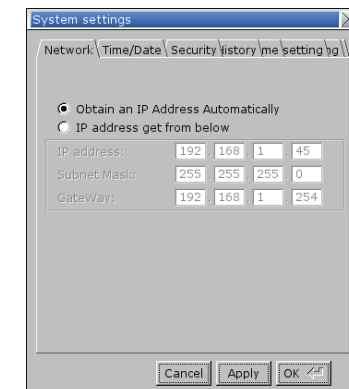 System settings
Network Time/Date Security History me setting ng
Obtain an IP Address Automatically
IP address get from below
IP address: 192 . 168 . 1 . 45
Subnet Mask: 255 . 255 . 255 . 0
GateWay: 192 . 168 . 1 . 254
Cancel Apply OK